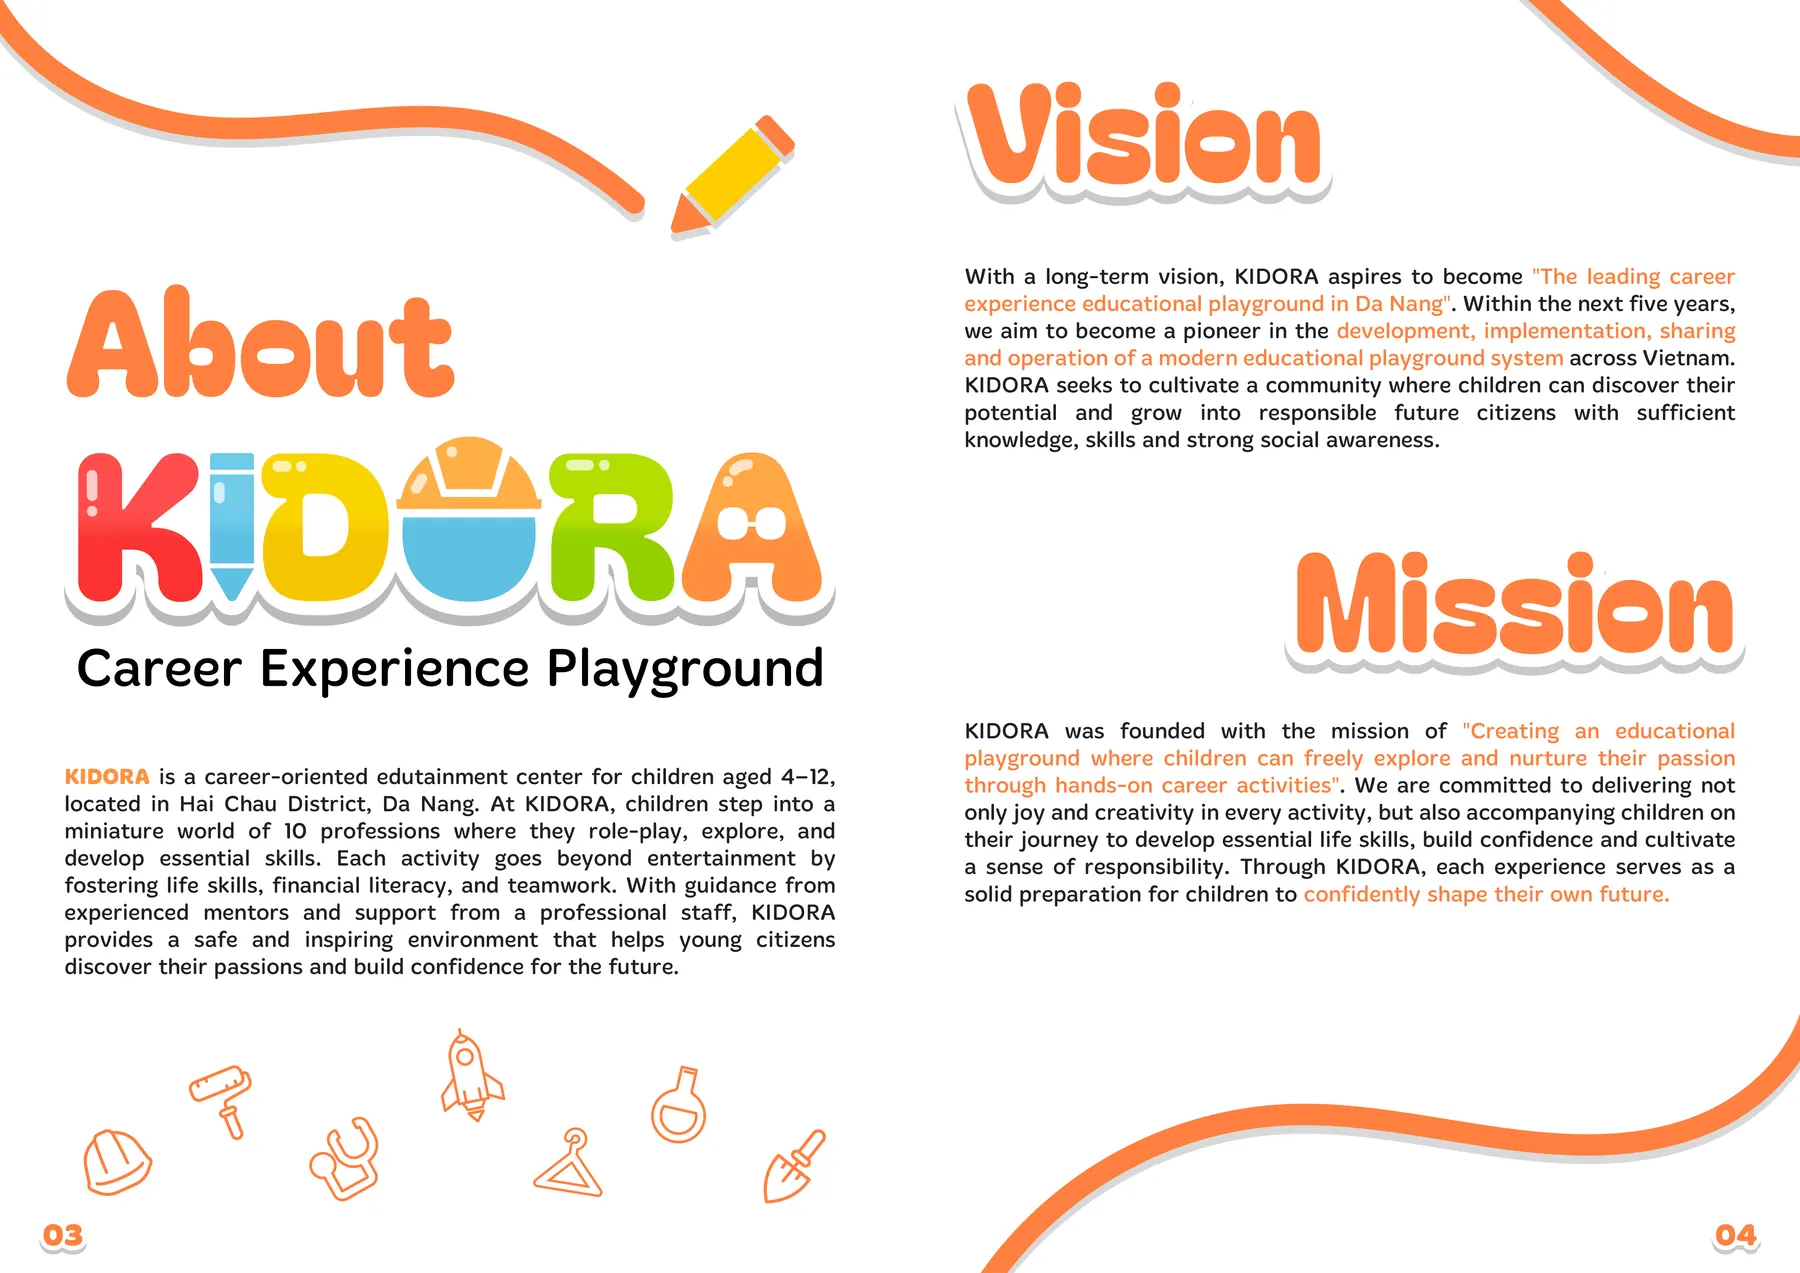 About
KIDORA
Career Experience Playground
KIDORA is a career-oriented edutainment center for children aged 4–12,
located in Hai Chau District, Da Nang. At KIDORA, children step into a
miniature world of 10 professions where they role-play, explore, and
develop essential skills. Each activity goes beyond entertainment by
fostering life skills, financial literacy, and teamwork. With guidance from
experienced mentors and support from a professional staff, KIDORA
provides a safe and inspiring environment that helps young citizens
discover their passions and build confidence for the future.
03
Vision
With a long-term vision, KIDORA aspires to become "The leading career
experience educational playground in Da Nang". Within the next five years,
we aim to become a pioneer in the development, implementation, sharing
and operation of a modern educational playground system across Vietnam.
KIDORA seeks to cultivate a community where children can discover their
potential and grow into responsible future citizens with sufficient
knowledge, skills and strong social awareness.
Mission
KIDORA was founded with the mission of "Creating an educational
playground where children can freely explore and nurture their passion
through hands-on career activities". We are committed to delivering not
only joy and creativity in every activity, but also accompanying children on
their journey to develop essential life skills, build confidence and cultivate
a sense of responsibility. Through KIDORA, each experience serves as a
solid preparation for children to confidently shape their own future.
04